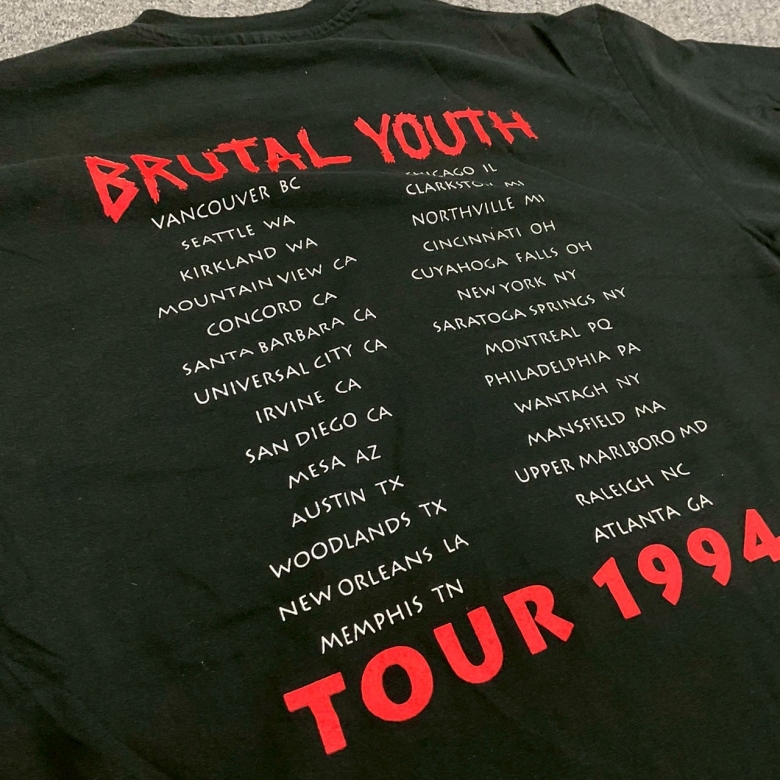 BRUTAL YOUTH
VANCOUVER BC
SEATTLE WA
KIRKLAND WA
MOUNTAIN VIEW CA
CONCORD CA
SANTA BARBARA CA
UNIVERSAL CITY CA
IRVINE CA
SAN DIEGO CA
MESA AZ
AUSTIN TX
WOODLANDS TX
NEW ORLEANS LA
MEMPHIS TN
CHICAGO IL
CLARKSTON MI
NORTHVILLE MI
CINCINNATI OH
CUYAHOGA FALLS OH
NEW YORK NY
SARATOGA SPRINGS NY
MONTREAL PQ
PHILADELPHIA PA
WANTAGH NY
MANSFIELD MA
UPPER MARLBORO MD
RALEIGH NC
ATLANTA GA
TOUR 1994